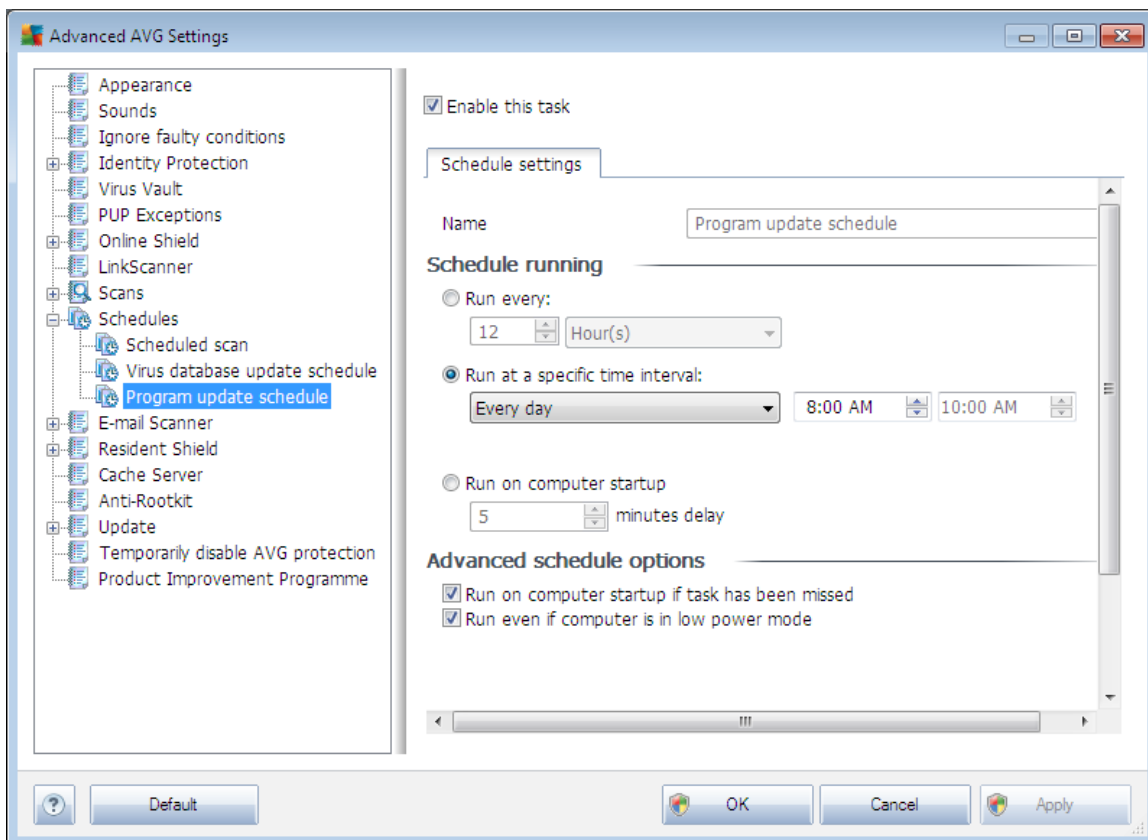 Advanced AVG Settings
Appearance
Sounds
Ignore faulty conditions
Identity Protection
Virus Vault
PUP Exceptions
Online Shield
LinkScanner
Scans
Schedules
Scheduled scan
Virus database update schedule
Program update schedule
E-mail Scanner
Resident Shield
Cache Server
Anti-Rootkit
Update
Temporarily disable AVG protection
Product Improvement Programme
Enable this task
Schedule settings
Name Program update schedule
Schedule running
Run every:
12 Hour(s)
Run at a specific time interval:
Every day 8:00 AM 10:00 AM
Run on computer startup
5 minutes delay
Advanced schedule options
Run on computer startup if task has been missed
Run even if computer is in low power mode
? Default OK Cancel Apply